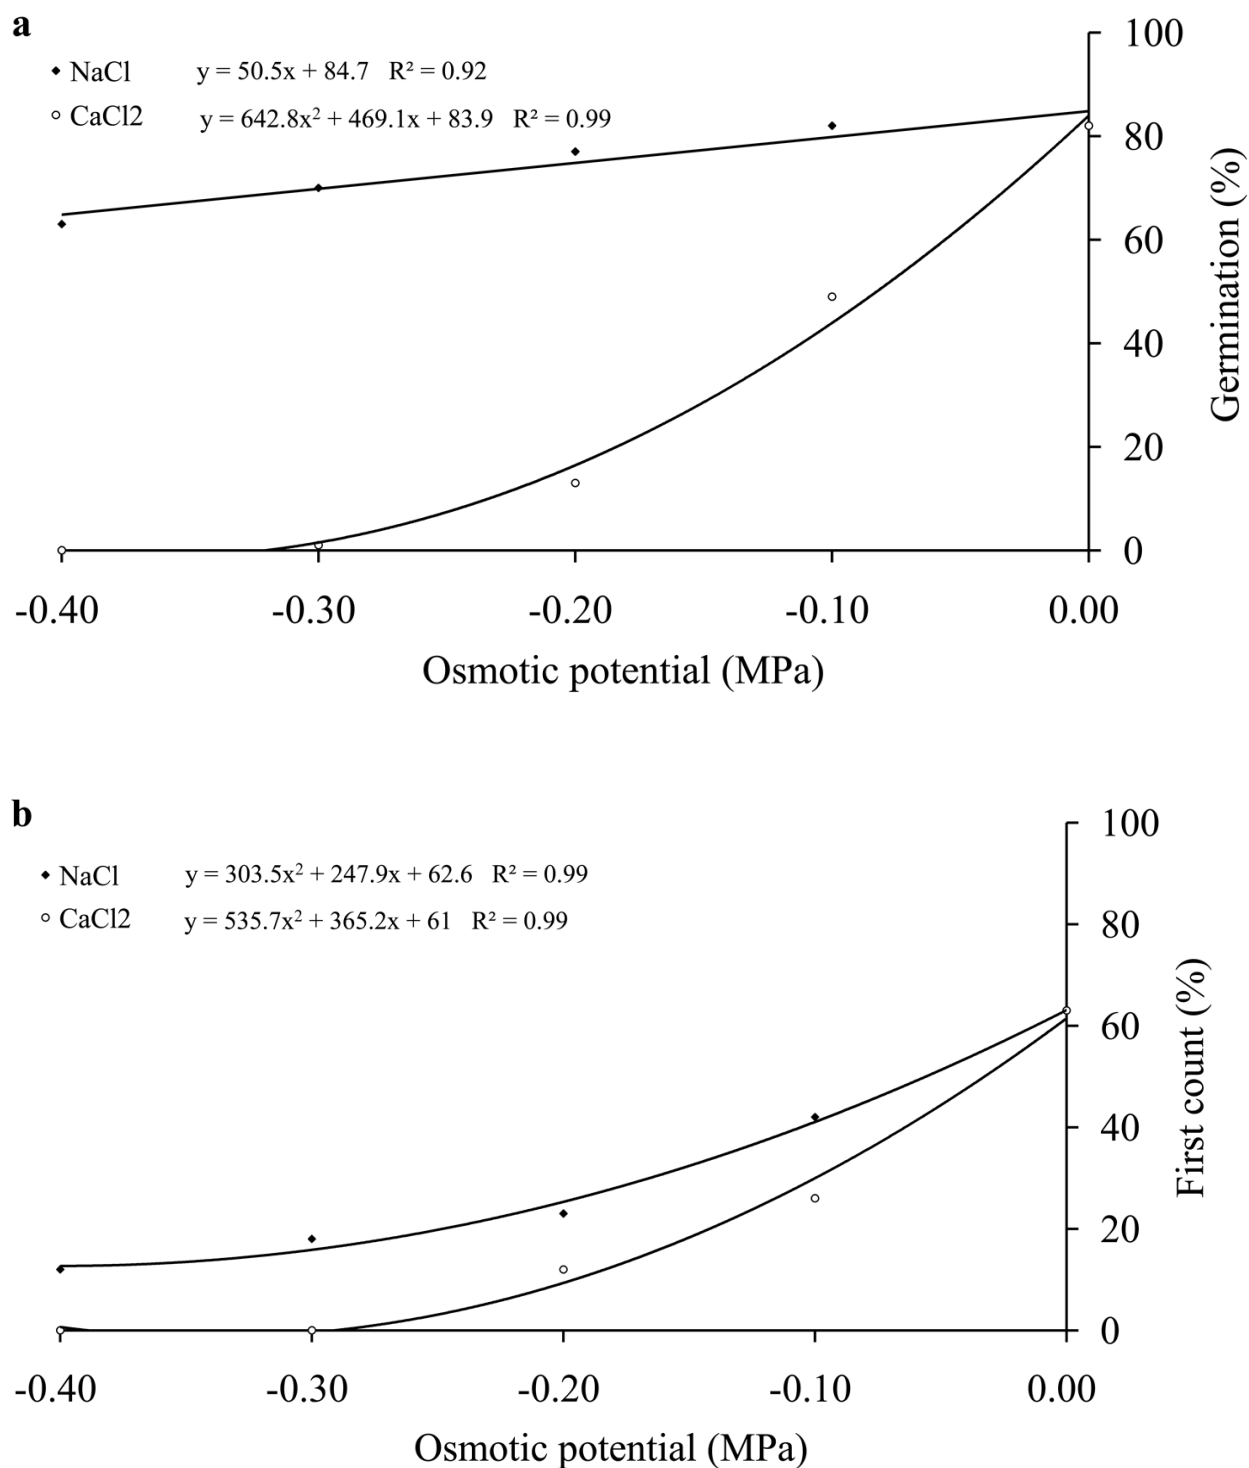 a
100
NaCl y = 50.5x + 84.7 R² = 0.92
CaCl2 y = 642.8x² + 469.1x + 83.9 R² = 0.99
80
60
40
20
0
Germination (%)
-0.40 -0.30 -0.20 -0.10 0.00
Osmotic potential (MPa)
b
100
NaCl y = 303.5x² + 247.9x + 62.6 R² = 0.99
CaCl2 y = 535.7x² + 365.2x + 61 R² = 0.99
80
60
40
20
0
First count (%)
-0.40 -0.30 -0.20 -0.10 0.00
Osmotic potential (MPa)